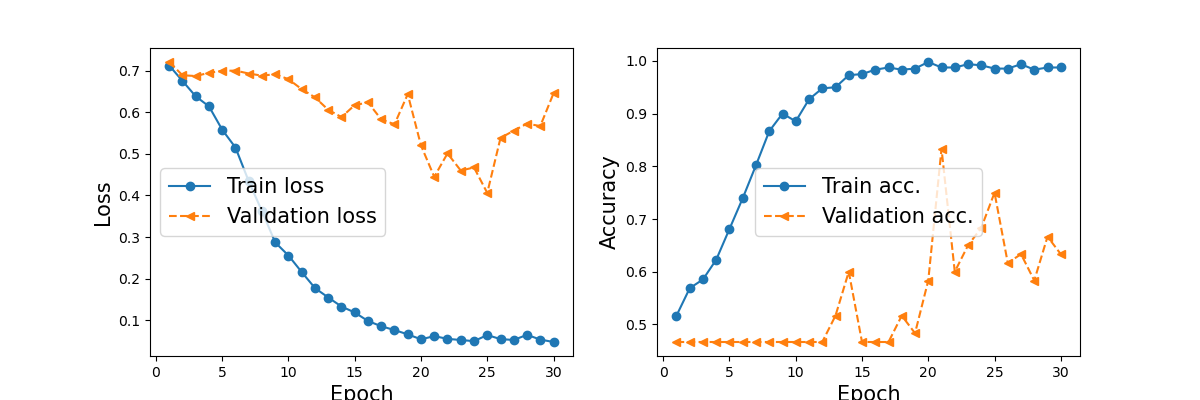 0.7
0.6
0.5
0.4
0.3
0.2
0.1
Loss
Train loss
Validation loss
0 5 10 15 20 25 30
Epoch
1.0
0.9
0.8
0.7
0.6
0.5
Accuracy
Train acc.
Validation acc.
0 5 10 15 20 25 30
Epoch